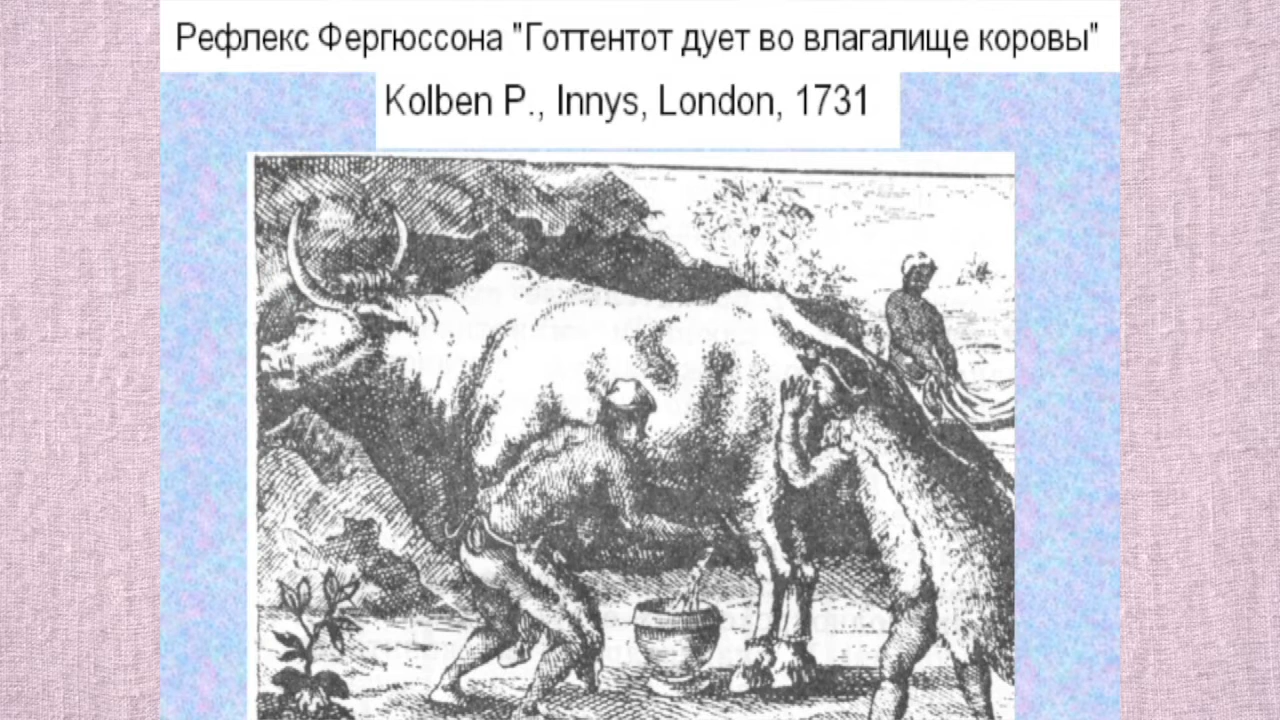 Рефлекс Фергюссона "Готтентот дует во влагалище коровы"
Kolben P., Innys, London, 1731